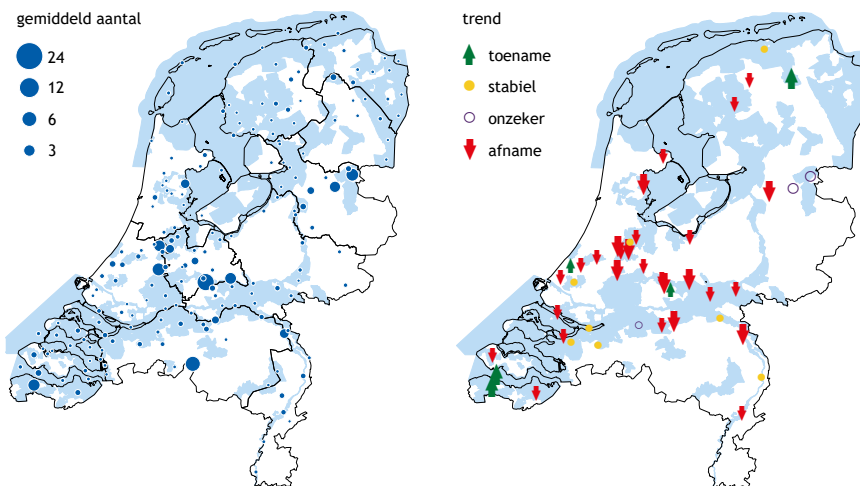 gemiddeld aantal
24
12
6
3
trend
toename
stabiel
onzeker
afname